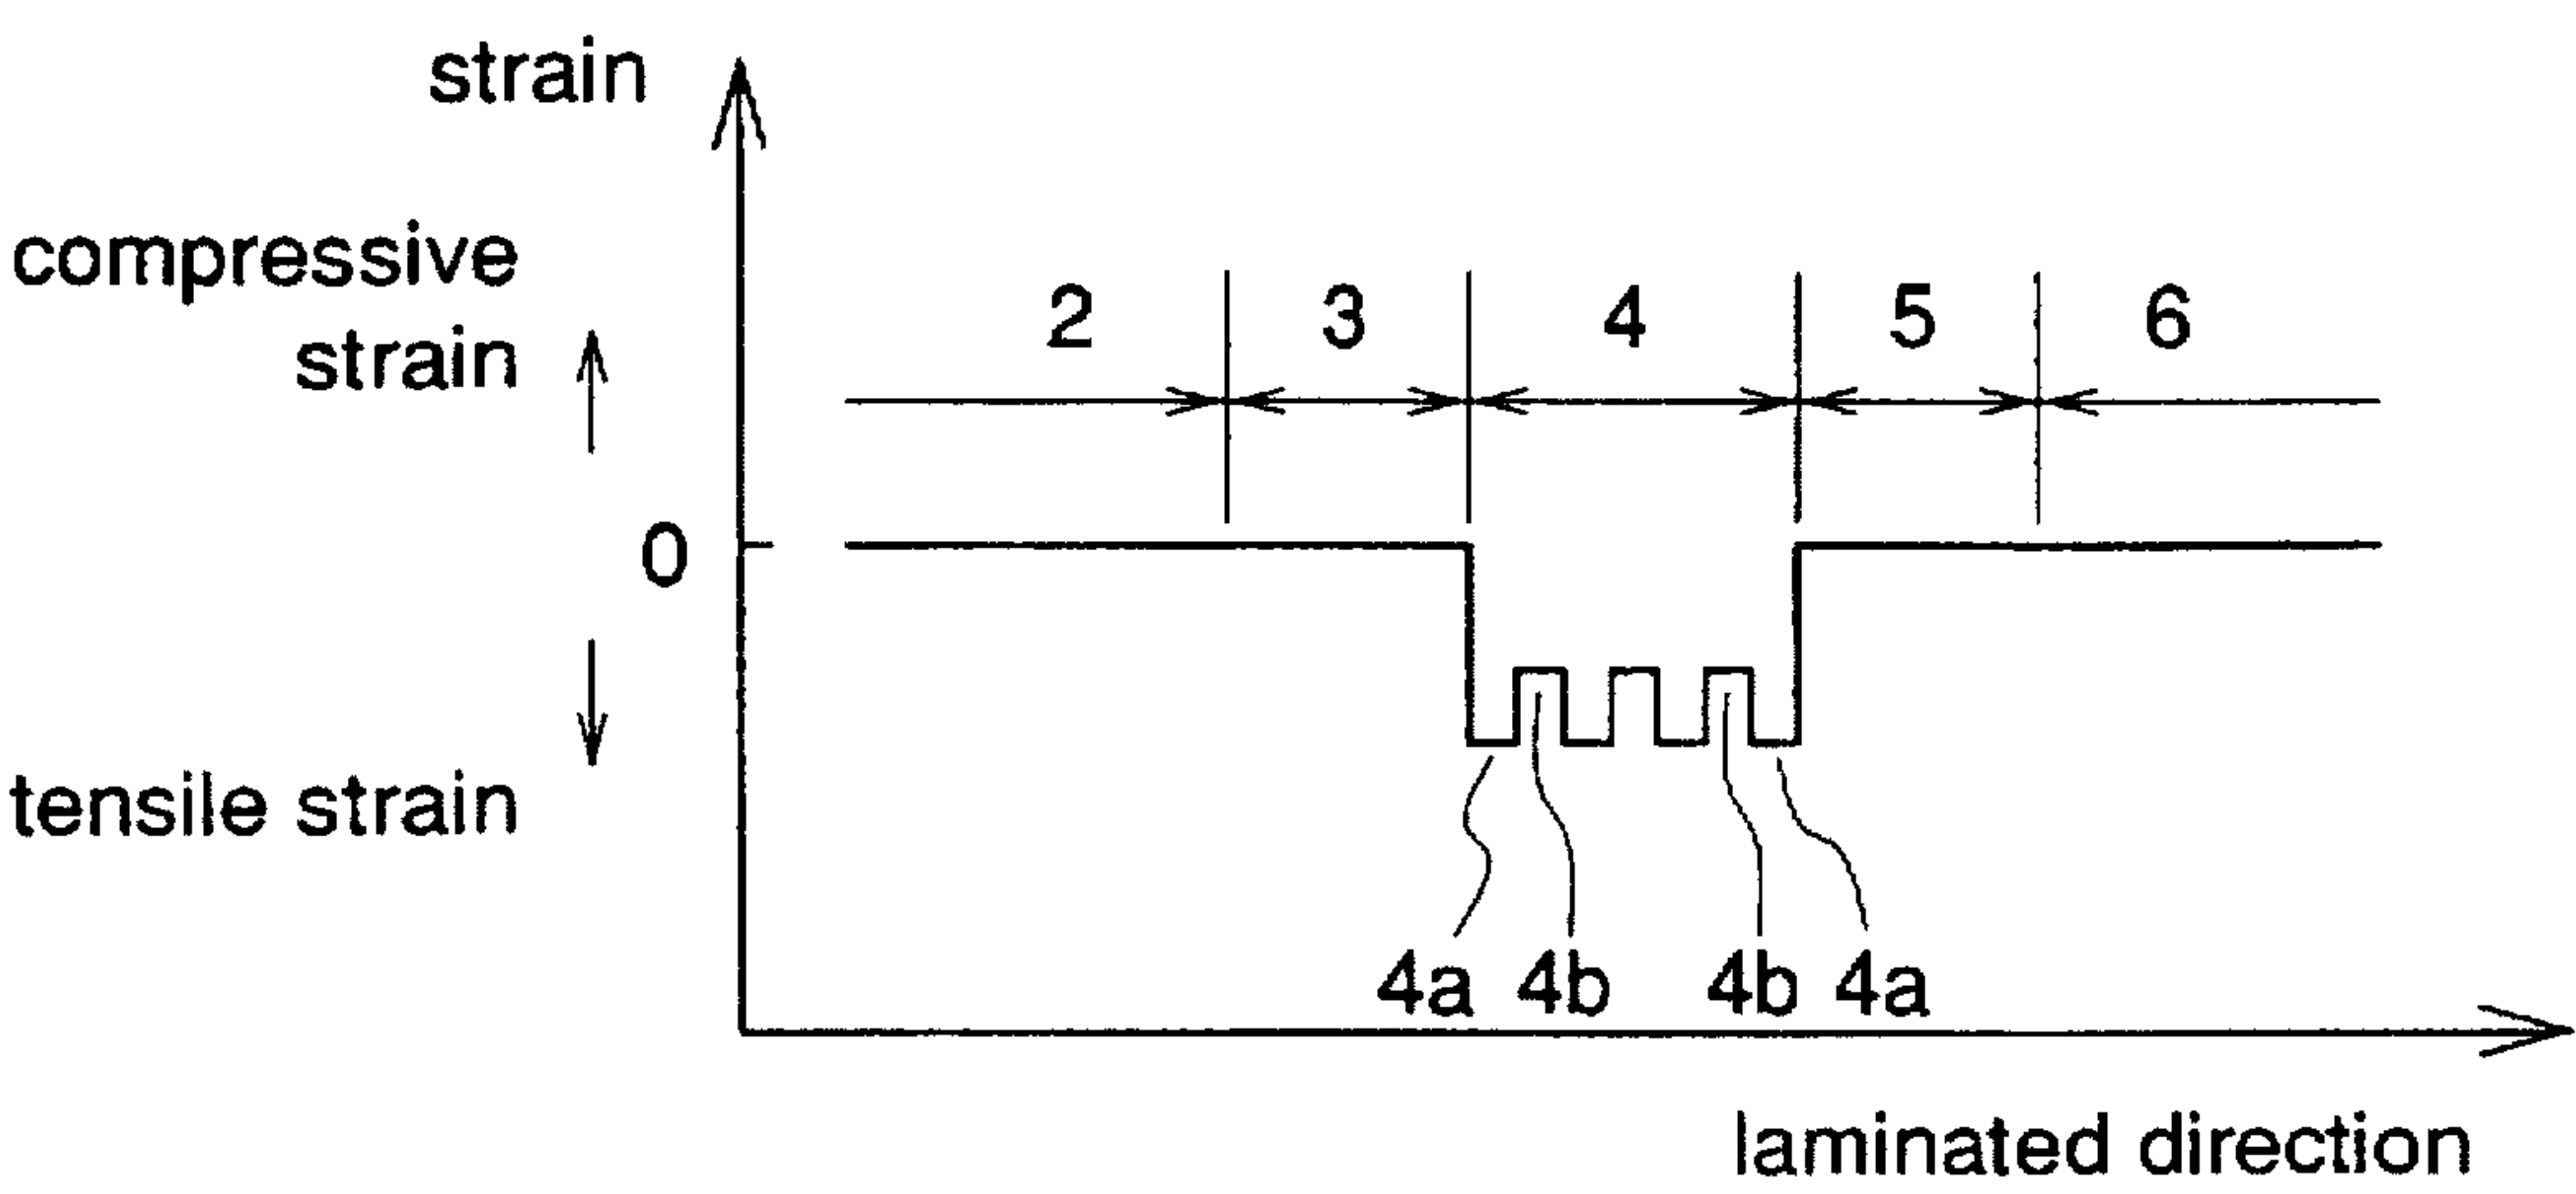 strain
compressive
strain
2 3 4 5 6
0
tensile strain
4a 4b 4b 4a
laminated direction